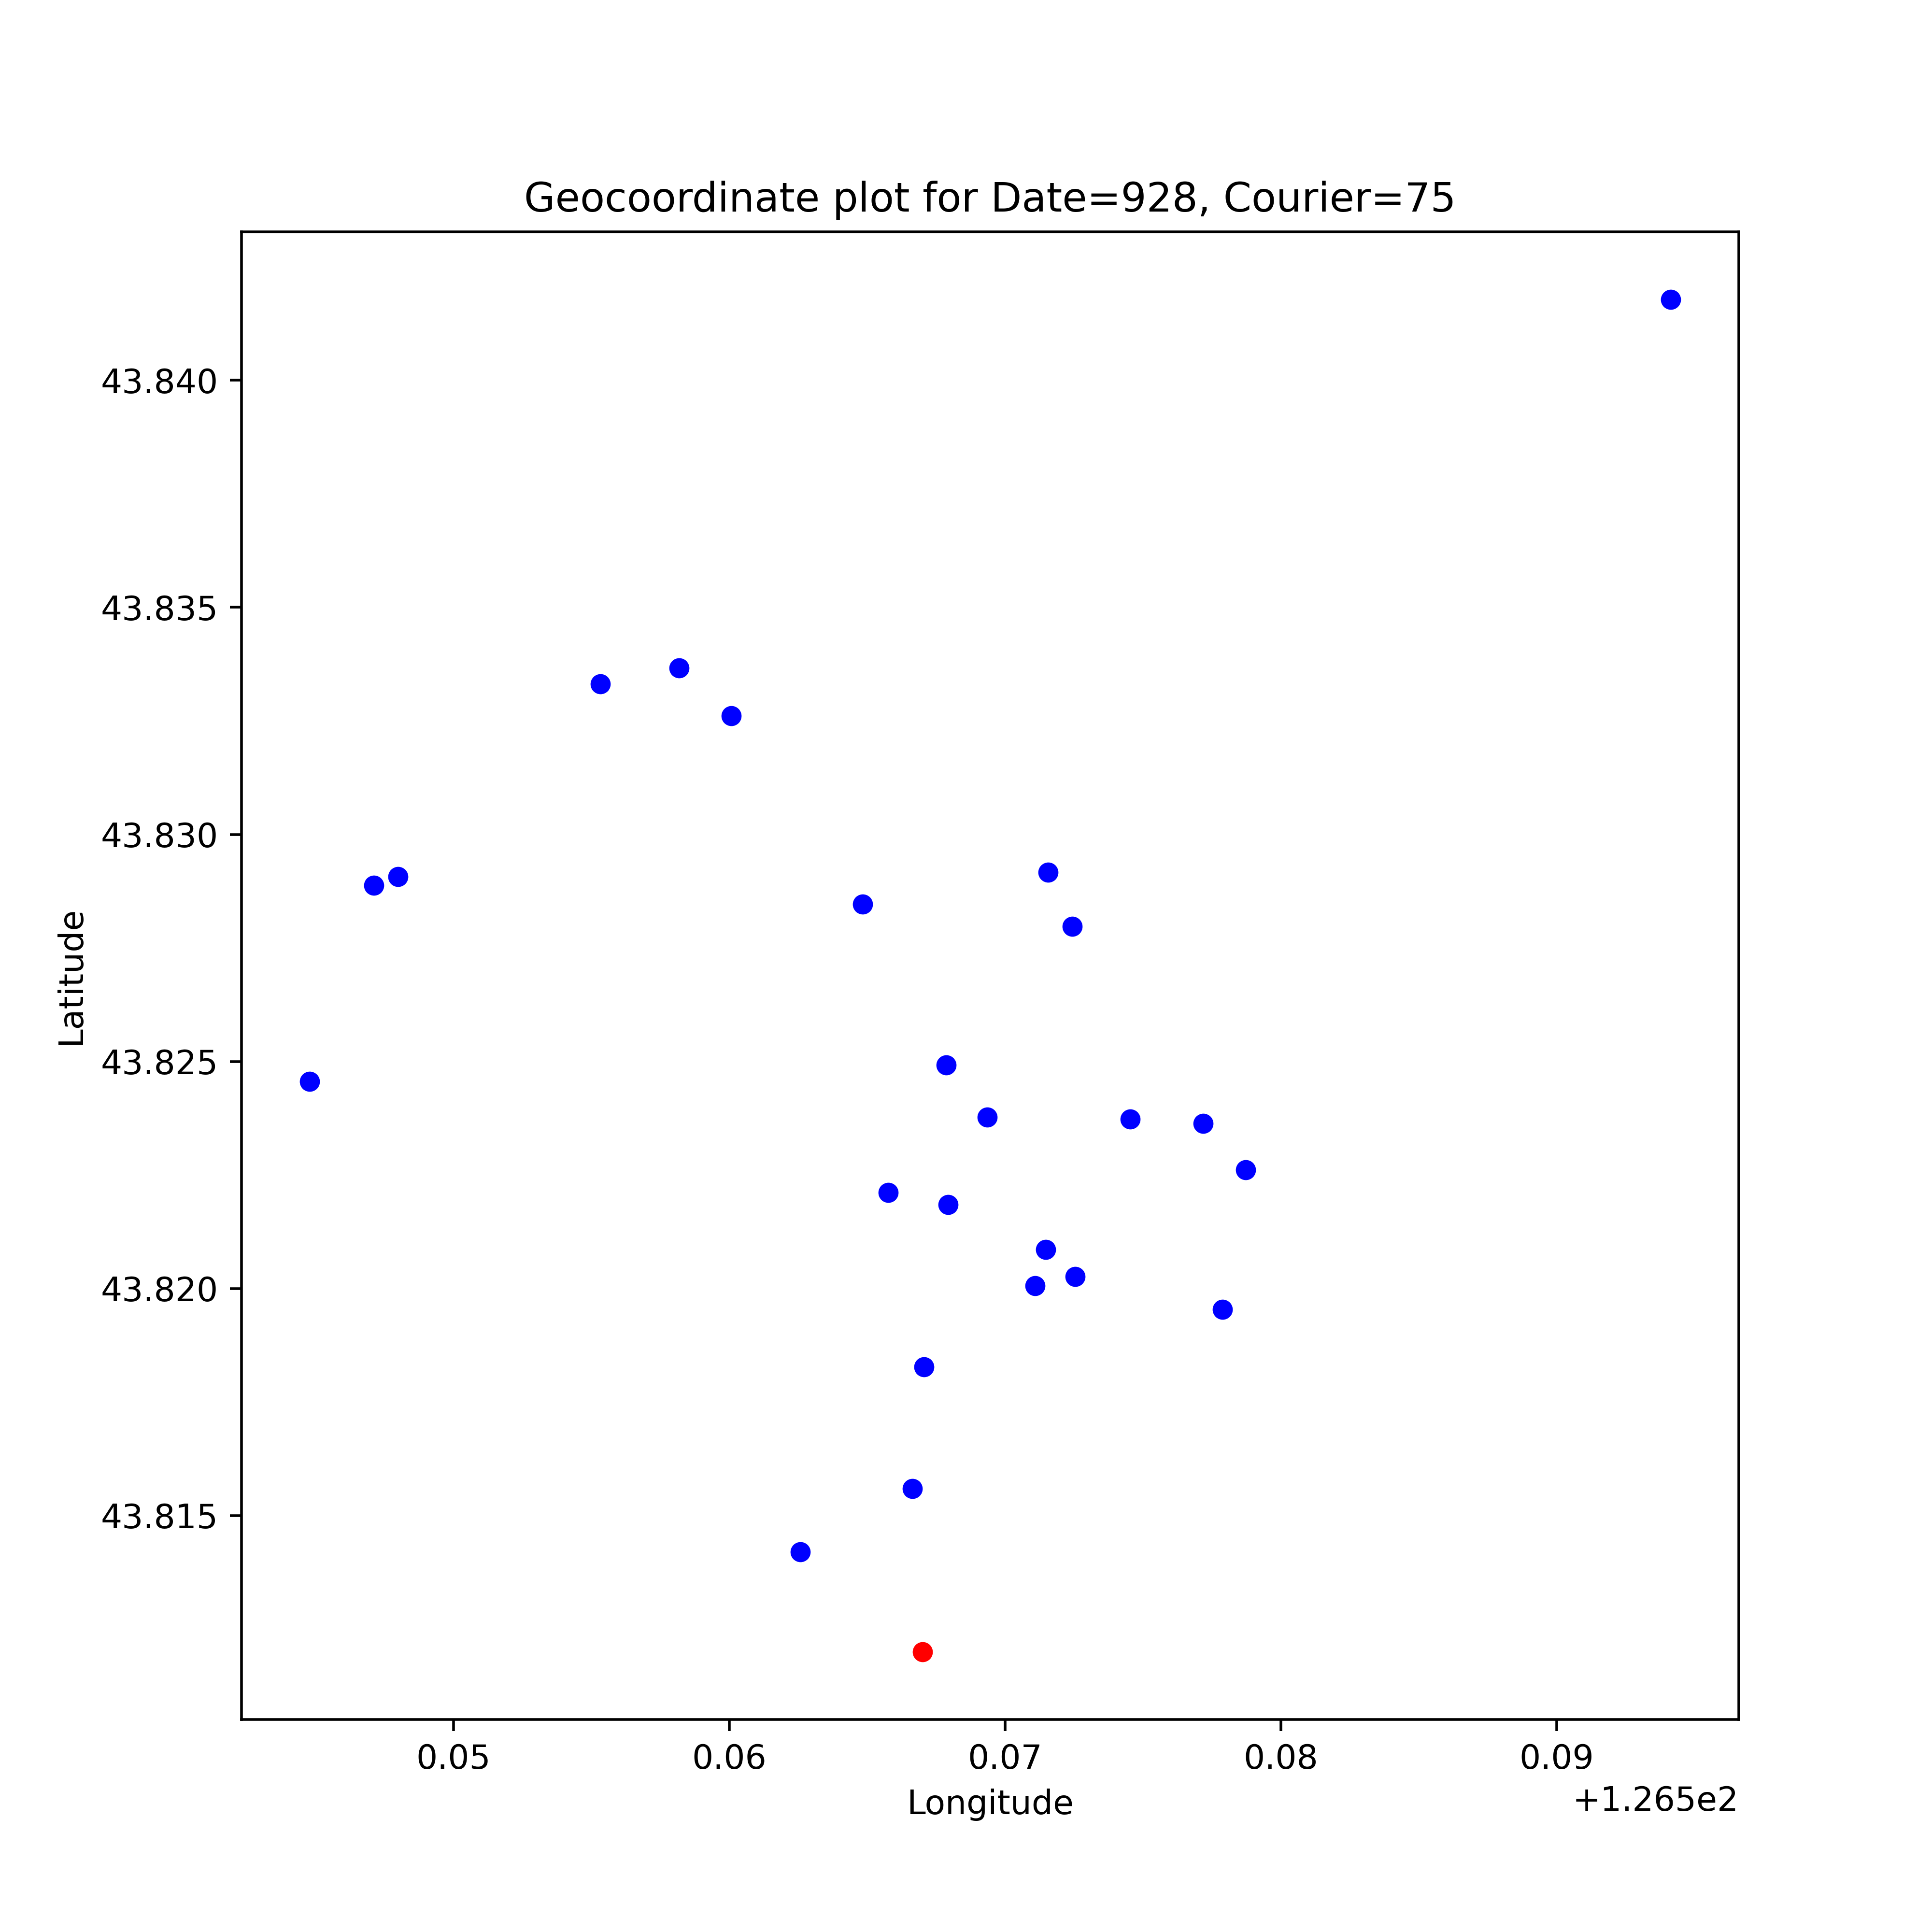 Geocoordinate plot for Date=928, Courier=75
43.840
43.835
43.830
43.825
43.820
43.815
Latitude
0.05 0.06 0.07 0.08 0.09
Longitude
+1.265e2